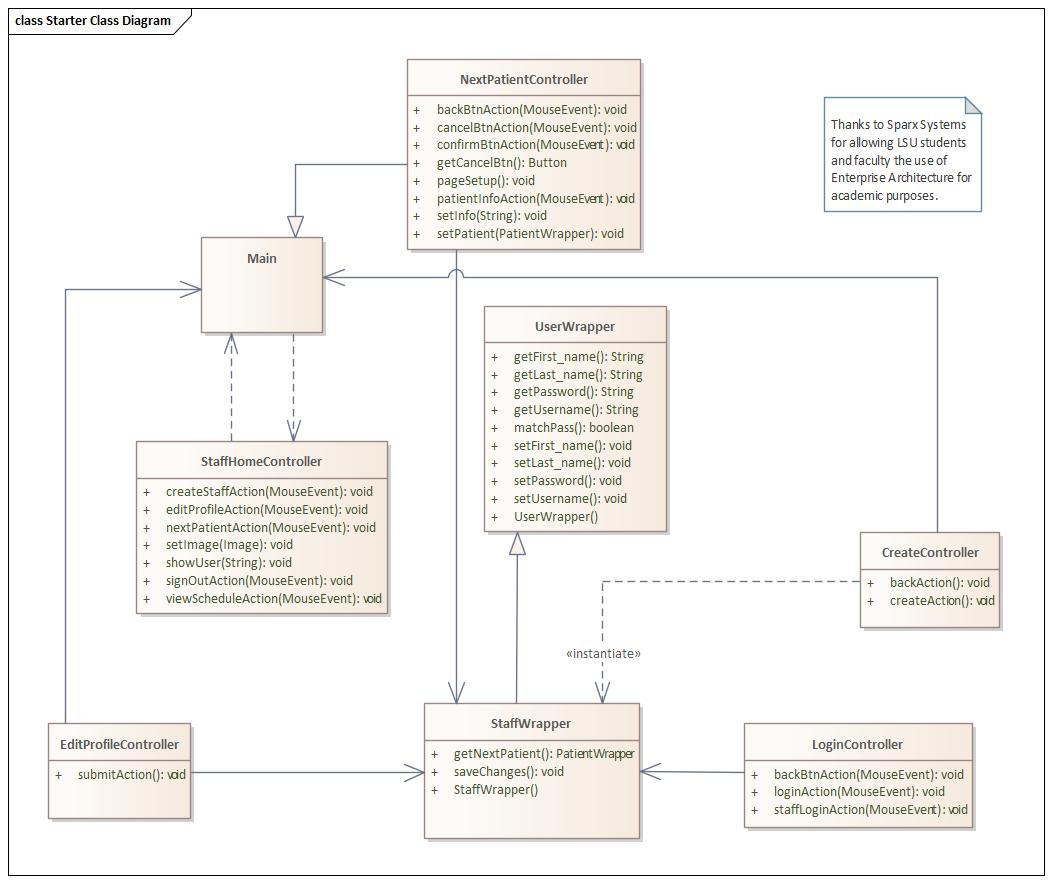 class Starter Class Diagram
NextPatientController
+ backBtnAction(MouseEvent): void
+ cancelBtnAction(MouseEvent): void
+ confirmBtnAction(MouseEvent): void
+ getCancelBtn(): Button
+ pageSetup(): void
+ patientInfoAction(MouseEvent): void
+ setInfo(String): void
+ setPatient(PatientWrapper): void
Thanks to Sparx Systems
for allowing LSU students
and faculty the use of
Enterprise Architecture for
academic purposes.
Main
UserWrapper
+ getFirst_name(): String
+ getLast_name(): String
+ getPassword(): String
+ getUsername(): String
+ matchPass(): boolean
+ setFirst_name(): void
+ setLast_name(): void
+ setPassword(): void
+ setUsername(): void
+ UserWrapper()
StaffHomeController
+ createStaffAction(MouseEvent): void
+ editProfileAction(MouseEvent): void
+ nextPatientAction(MouseEvent): void
+ setImage(Image): void
+ showUser(String): void
+ signOutAction(MouseEvent): void
+ viewScheduleAction(MouseEvent): void
CreateController
+ backAction(): void
+ createAction(): void
«instantiate»
EditProfileController
+ submitAction(): void
StaffWrapper
+ getNextPatient(): PatientWrapper
+ saveChanges(): void
+ StaffWrapper()
LoginController
+ backBtnAction(MouseEvent): void
+ loginAction(MouseEvent): void
+ staffLoginAction(MouseEvent): void